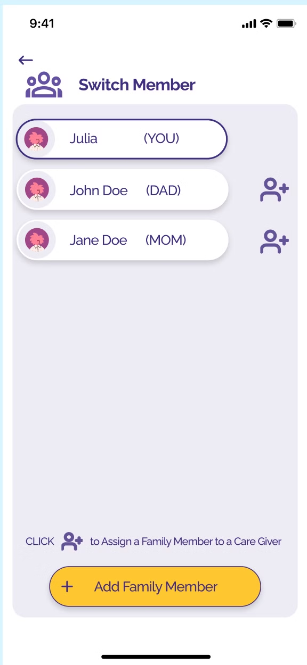 9:41
Switch Member
Julia (YOU)
John Doe (DAD)
Jane Doe (MOM)
CLICK to Assign a Family Member to a Care Giver
+ Add Family Member